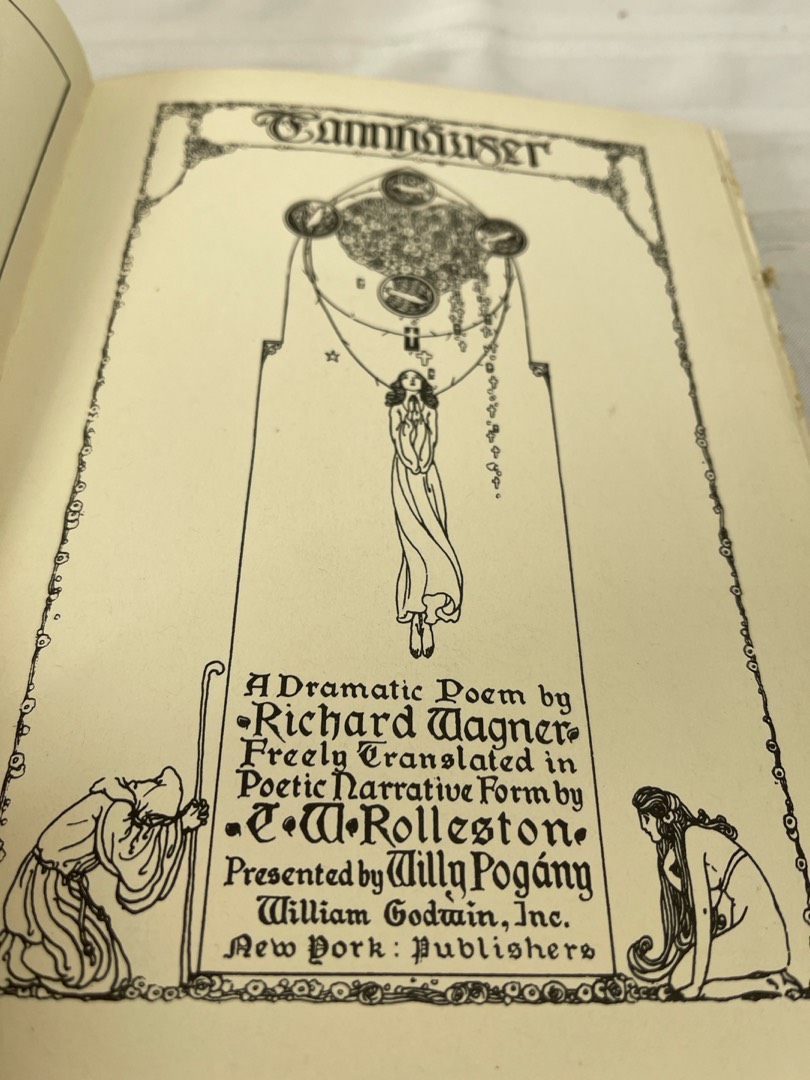 Tannhäuser
A Dramatic Poem by
Richard Wagner
Freely Translated in
Poetic Narrative Form by
T·W·Rolleston
Presented by Willy Pogány
William Godwin, Inc.
New York: Publishers